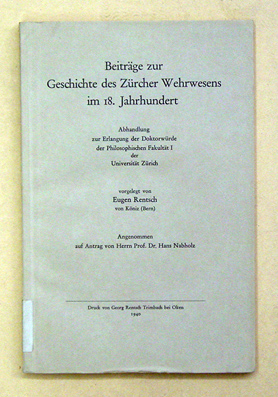 Beiträge zur
Geschichte des Zürcher Wehrwesens
im 18. Jahrhundert
Abhandlung
zur Erlangung der Doktorwürde
der Philosophischen Fakultät I
der
Universität Zürich
vorgelegt von
Eugen Rentsch
von Köniz (Bern)
Angenommen
auf Antrag von Herrn Prof. Dr. Hans Nabholz
Druck von Georg Rentsch Trimbach bei Olten
1940